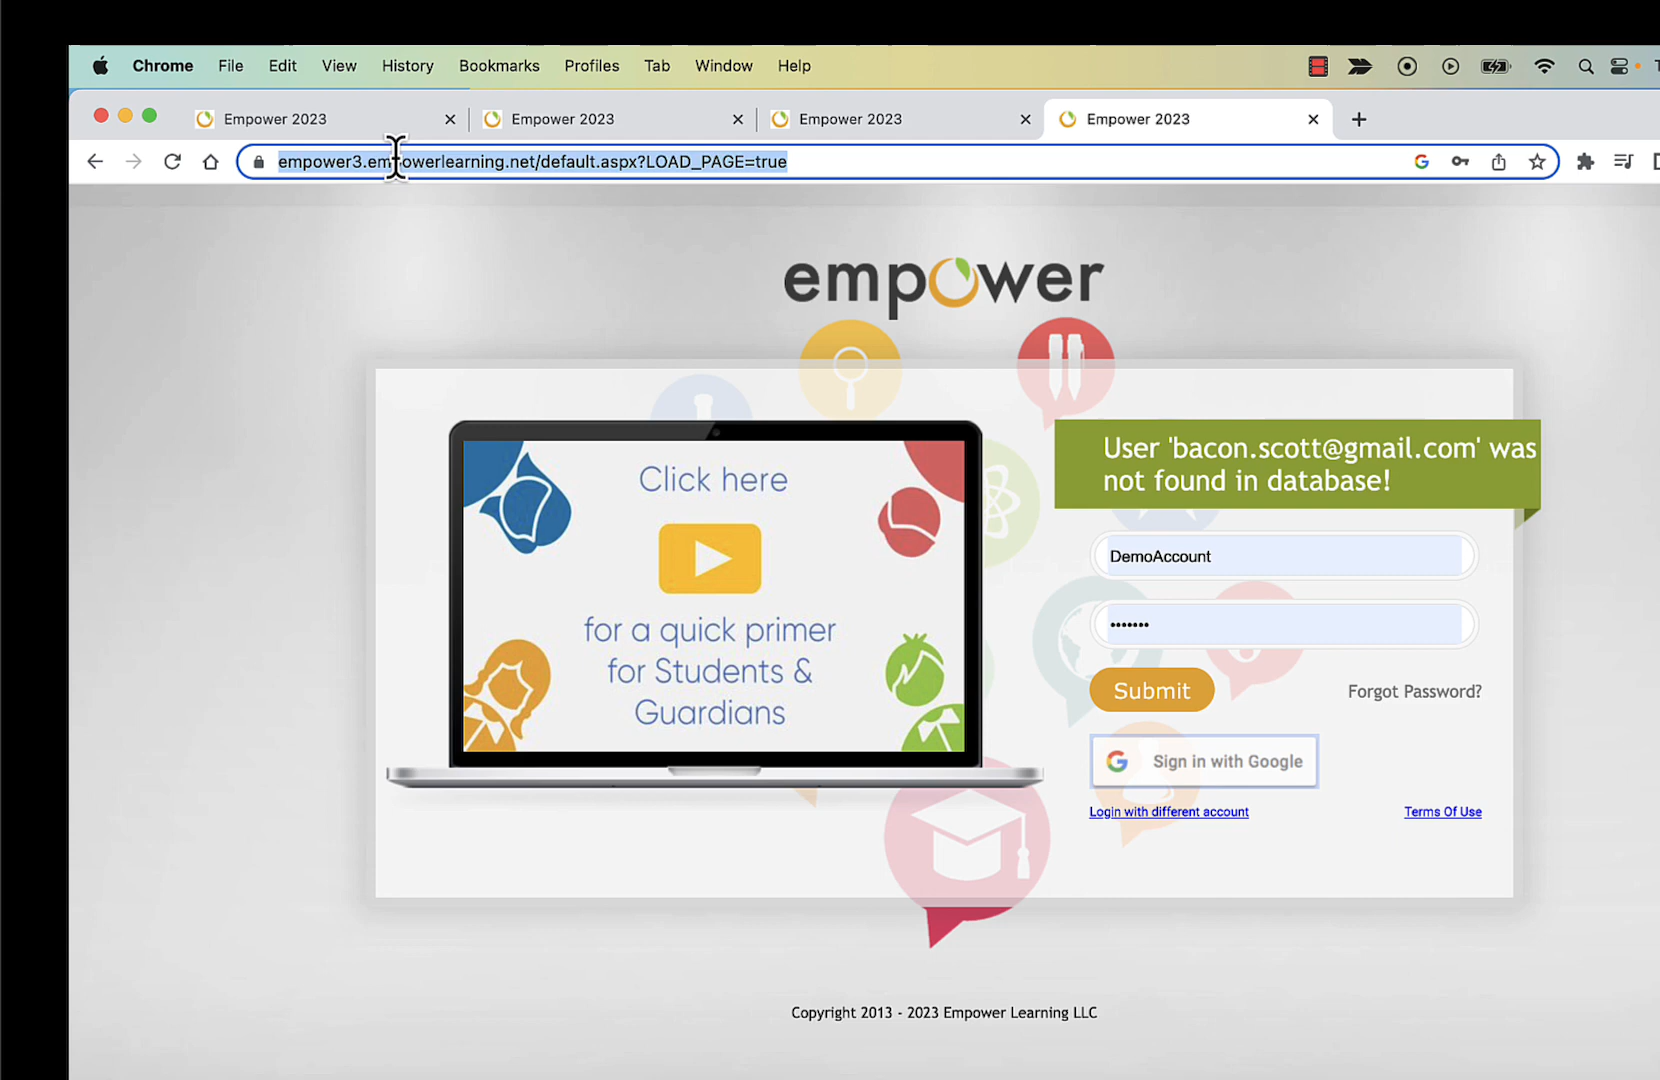 Chrome File Edit View History Bookmarks Profiles Tab Window Help
Empower 2023 Empower 2023 Empower 2023 Empower 2023
empower3.empowerlearning.net/default.aspx?LOAD_PAGE=true
empower
Click here
for a quick primer
for Students &
Guardians
User 'bacon.scott@gmail.com' was
not found in database!
DemoAccount
•••••••
Submit Forgot Password?
Sign in with Google
Login with different account Terms Of Use
Copyright 2013 - 2023 Empower Learning LLC